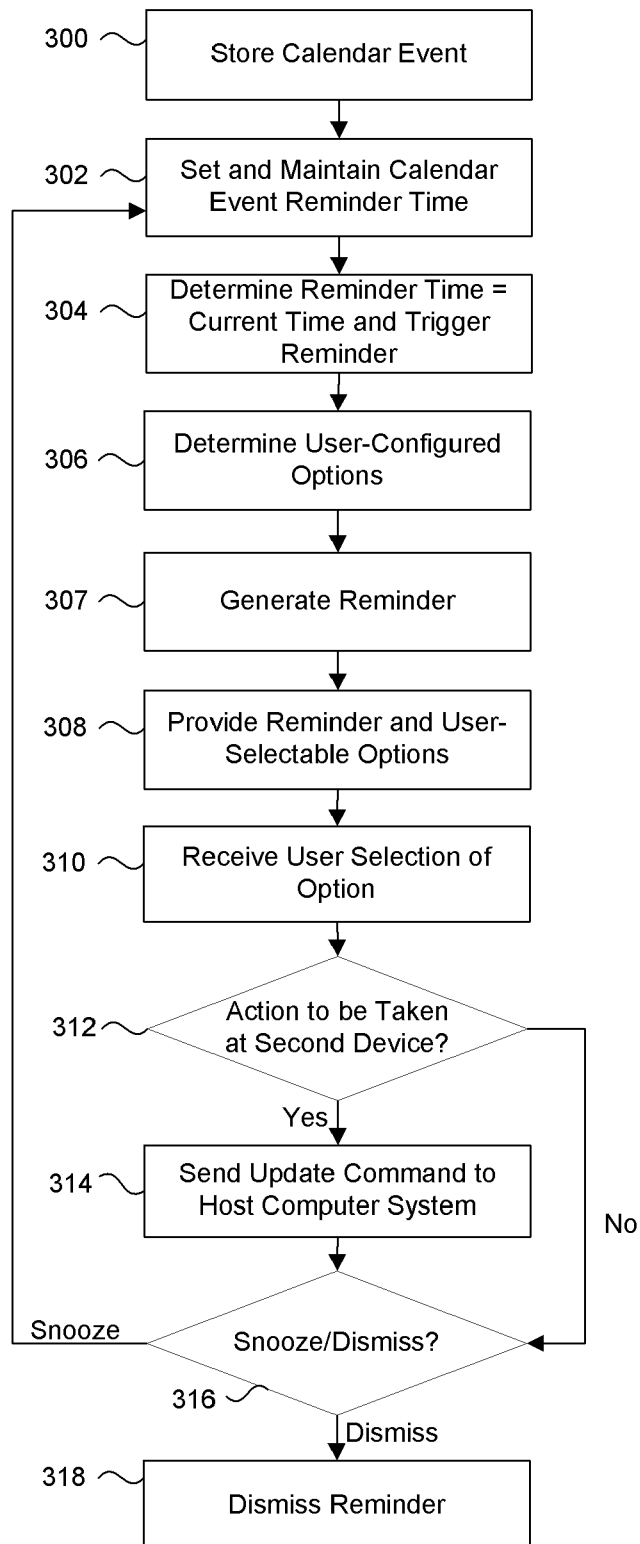 300
Store Calendar Event
302
Set and Maintain Calendar
Event Reminder Time
304
Determine Reminder Time =
Current Time and Trigger
Reminder
306
Determine User-Configured
Options
307
Generate Reminder
308
Provide Reminder and User-
Selectable Options
310
Receive User Selection of
Option
312
Action to be Taken
at Second Device?
Yes
314
Send Update Command to
Host Computer System
No
Snooze
Snooze/Dismiss?
316
Dismiss
318
Dismiss Reminder